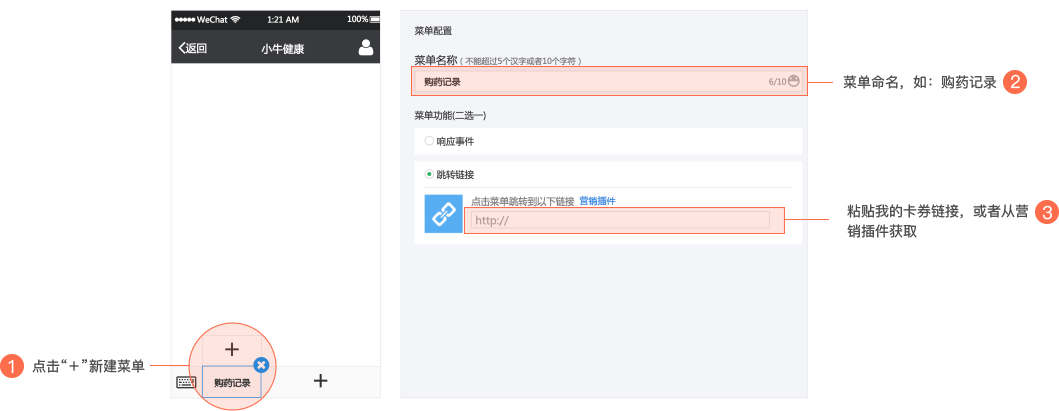 WeChat 1:21 AM 100%
返回 小牛健康
菜单配置
菜单名称(不能超过5个汉字或者10个字符)
购药记录 6/10
菜单命名，如：购药记录 2
菜单功能(二选一)
响应事件
跳转链接
点击菜单跳转到以下链接 营销插件
http://
粘贴我的卡券链接，或者从营
销插件获取
3
1 点击“＋”新建菜单
+
购药记录 +